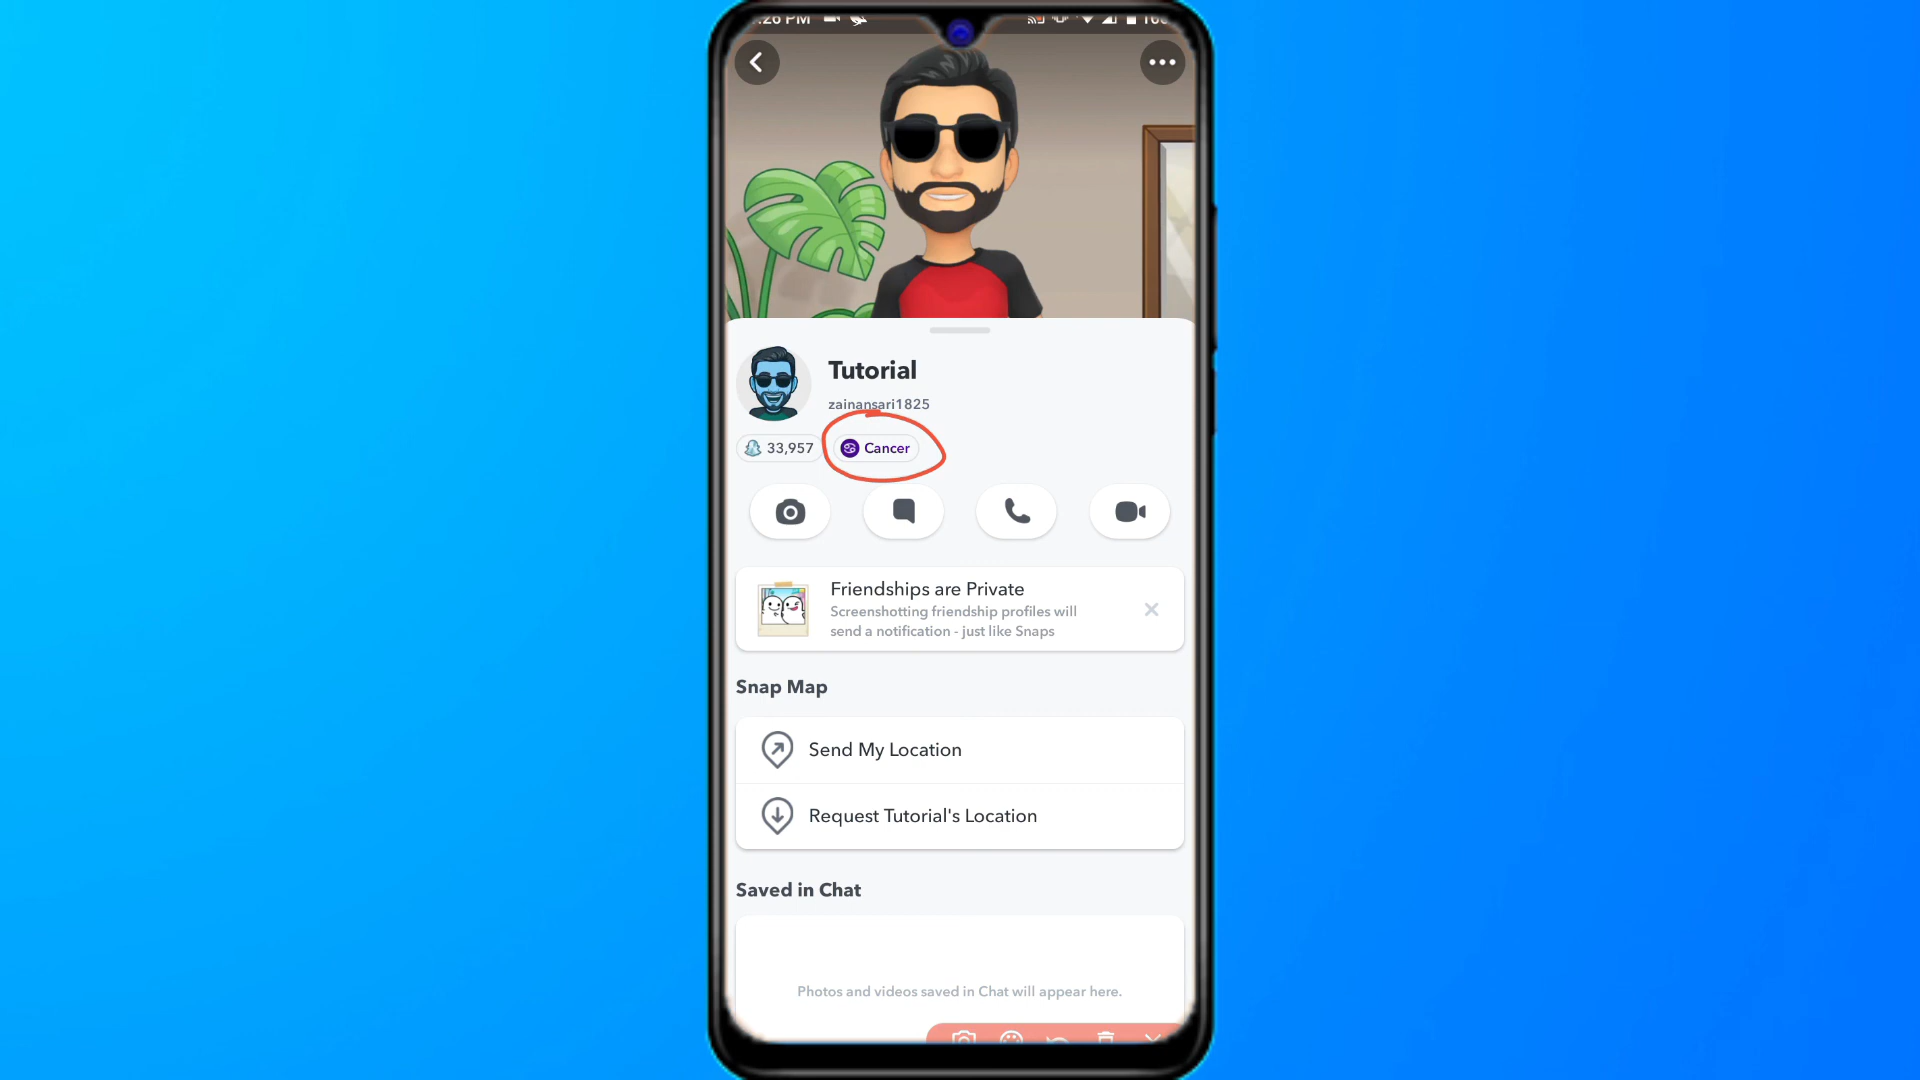 :26 PM
Tutorial
zainansari1825
33,957
Cancer
Friendships are Private
Screenshotting friendship profiles will
send a notification - just like Snaps
Snap Map
Send My Location
Request Tutorial's Location
Saved in Chat
Photos and videos saved in Chat will appear here.